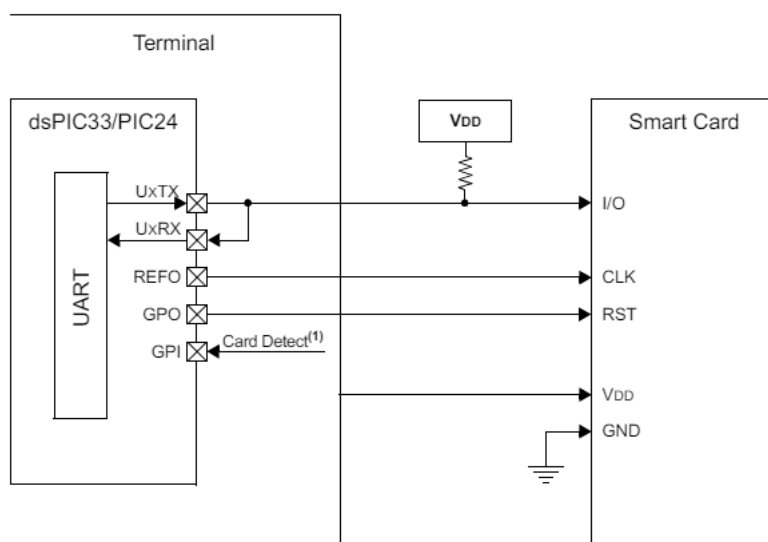 Terminal
dsPIC33/PIC24
VDD
Smart Card
UxTX
I/O
UxRX
REFO
CLK
UART
GPO
RST
GPI
Card Detect(1)
VDD
GND